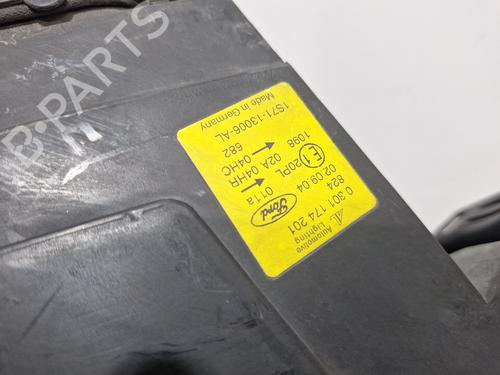 B-PARTS
Automotive
Lighting
0 301 174 201
02.09.04
824
E1
20PL 02A 04HR
04HC
1098 682
011a
Ford
1S71-13006-AL
Made in Germany